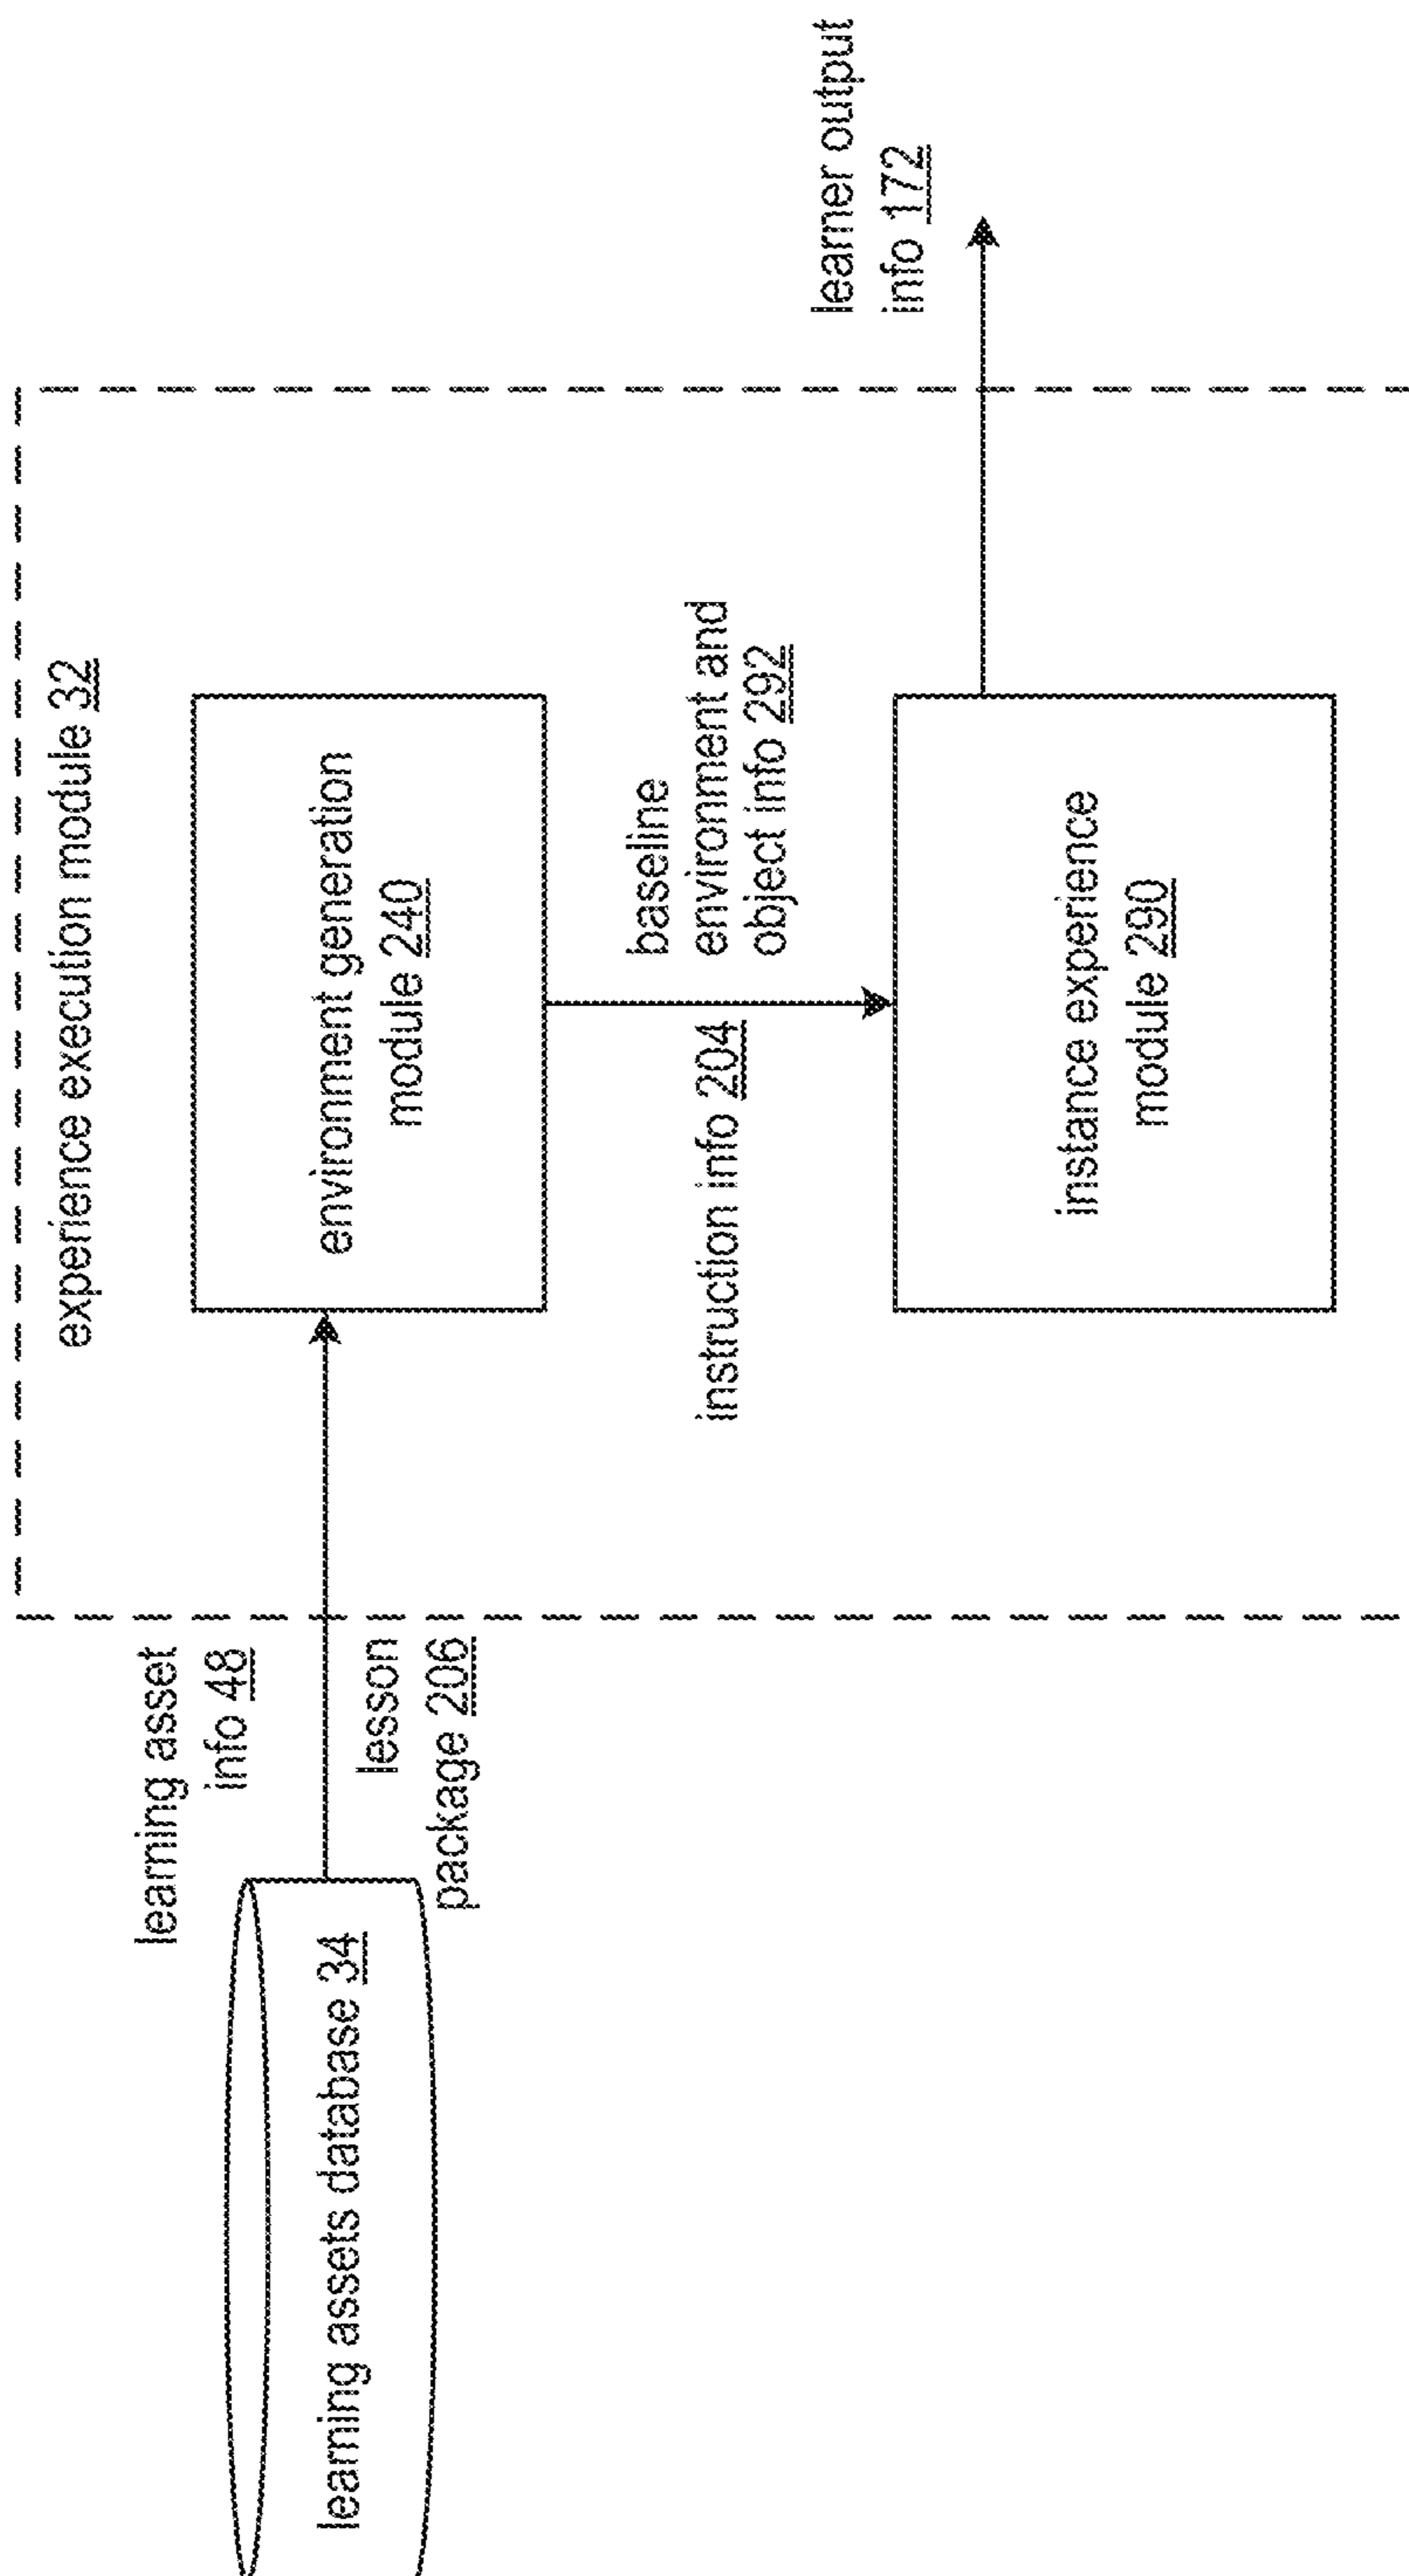 experience execution module 32
learning asset
info 48
lesson
package 206
learning assets database 34
environment generation
module 240
instruction info 204
baseline
environment and
object info 292
instance experience
module 290
learner output
info 172